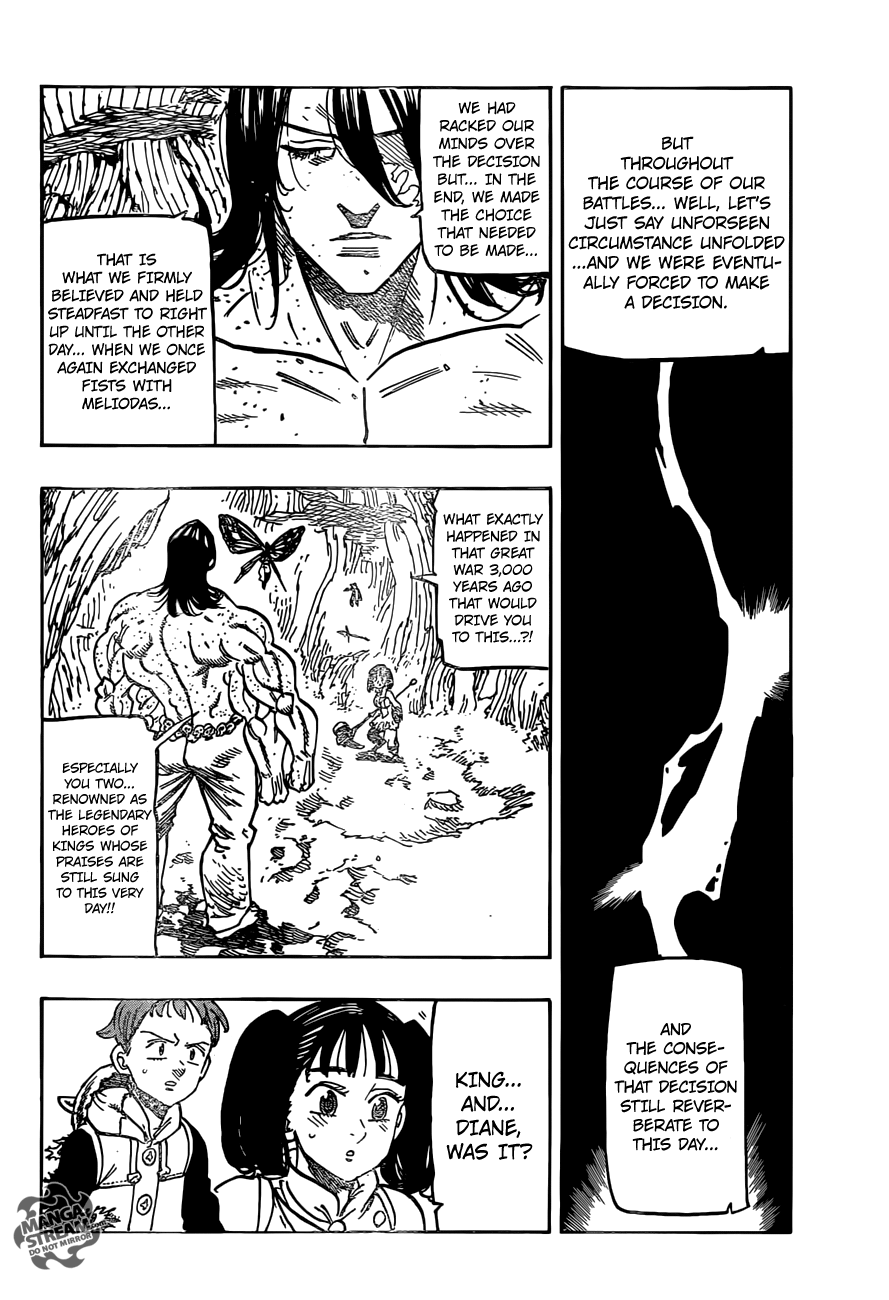 BUT
THROUGHOUT
THE COURSE OF OUR
BATTLES... WELL, LET'S
JUST SAY UNFORSEEN
CIRCUMSTANCE UNFOLDED
...AND WE WERE EVENTU-
ALLY FORCED TO MAKE
A DECISION.
AND
THE CONSE-
QUENCES OF
THAT DECISION
STILL REVER-
BERATE TO
THIS DAY...
WE HAD
RACKED OUR
MINDS OVER
THE DECISION
BUT... IN THE
END, WE MADE
THE CHOICE
THAT NEEDED
TO BE MADE...
THAT IS
WHAT WE FIRMLY
BELIEVED AND HELD
STEADFAST TO RIGHT
UP UNTIL THE OTHER
DAY... WHEN WE ONCE
AGAIN EXCHANGED
FISTS WITH
MELIODAS...
WHAT EXACTLY
HAPPENED IN
THAT GREAT
WAR 3,000
YEARS AGO
THAT WOULD
DRIVE YOU
TO THIS...?!
ESPECIALLY
YOU TWO...
RENOWNED AS
THE LEGENDARY
HEROES OF
KINGS WHOSE
PRAISES ARE
STILL SUNG
TO THIS VERY
DAY!!
KING...
AND...
DIANE,
WAS IT?
MANGA
STREAM.COM
DO NOT MIRROR